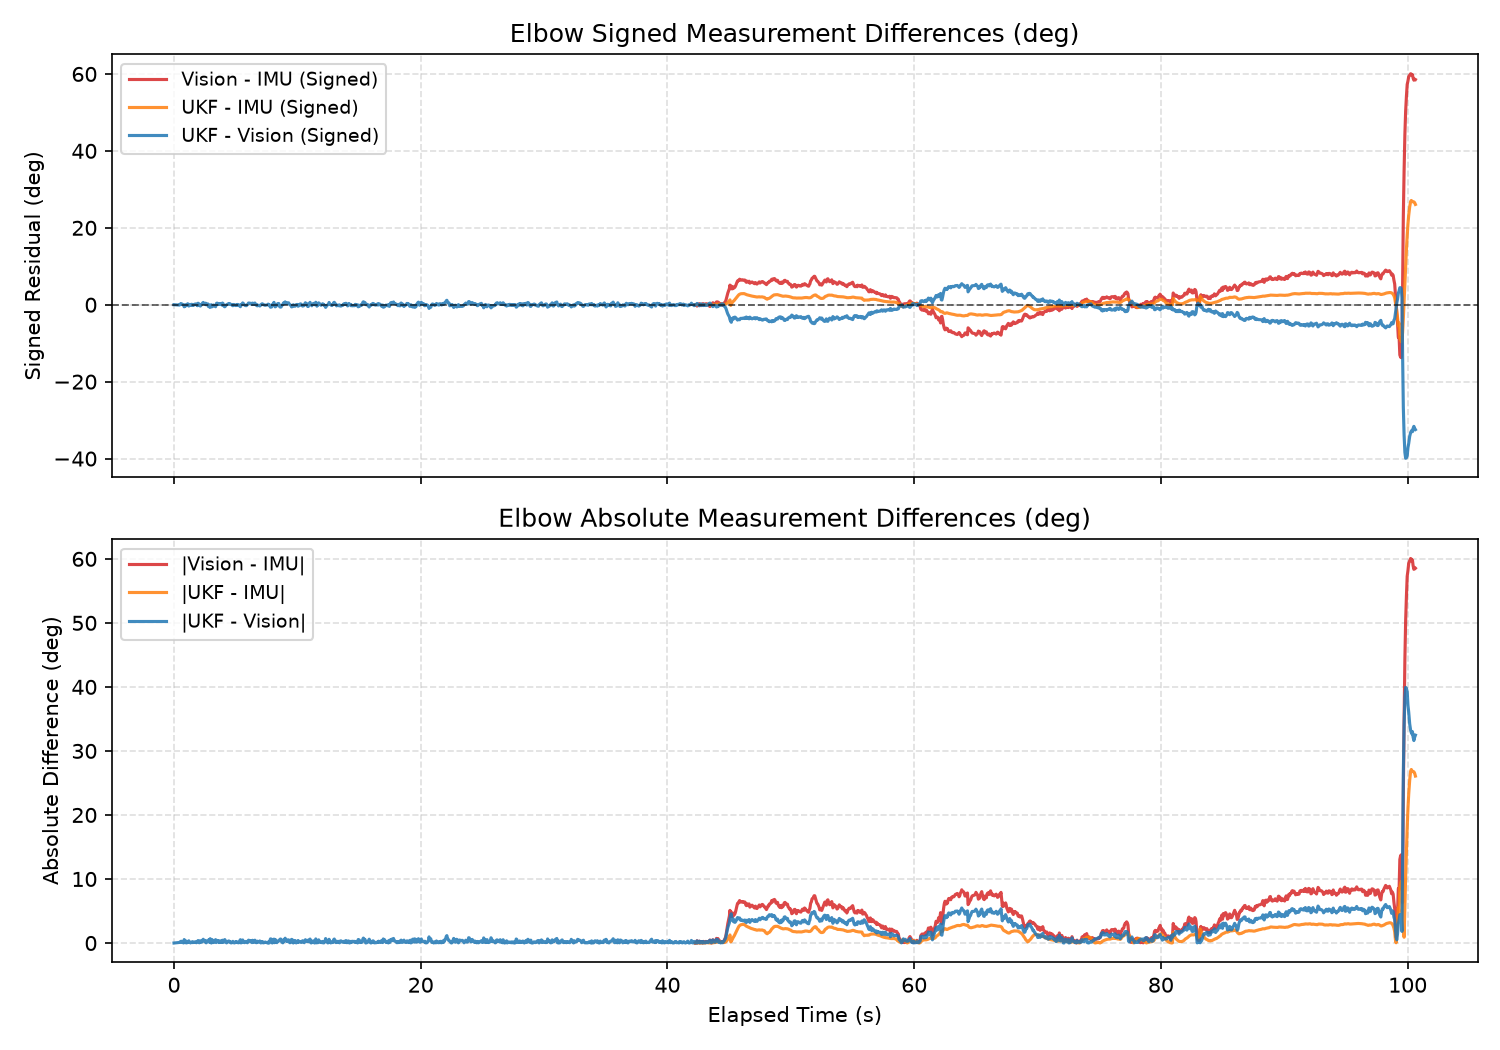 Elbow Signed Measurement Differences (deg)
Vision - IMU (Signed)
UKF - IMU (Signed)
UKF - Vision (Signed)
Signed Residual (deg)
60
40
20
0
−20
−40
Elbow Absolute Measurement Differences (deg)
|Vision - IMU|
|UKF - IMU|
|UKF - Vision|
Absolute Difference (deg)
60
50
40
30
20
10
0
0 20 40 60 80 100
Elapsed Time (s)